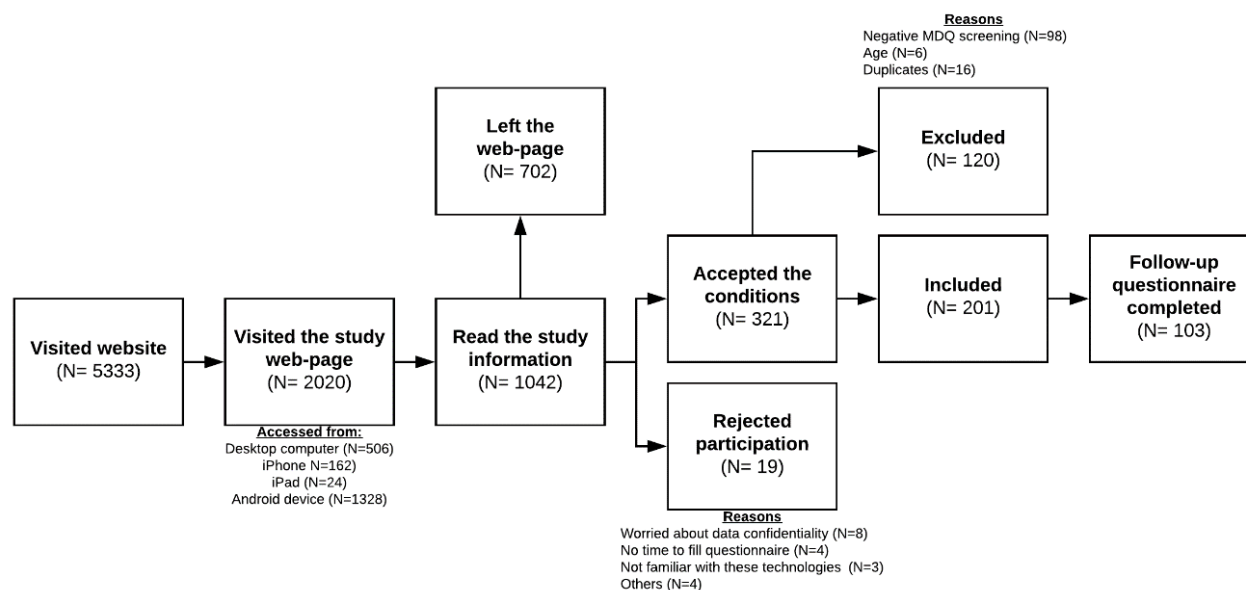 Reasons
Negative MDQ screening (N=98)
Age (N=6)
Duplicates (N=16)
Left the
web-page
(N= 702)
Excluded
(N= 120)
Visited website
(N= 5333)
Visited the study
web-page
(N= 2020)
Accessed from:
Desktop computer (N=506)
iPhone N=162)
iPad (N=24)
Android device (N=1328)
Read the study
information
(N= 1042)
Accepted the
conditions
(N= 321)
Included
(N= 201)
Follow-up
questionnaire
completed
(N= 103)
Rejected
participation
(N= 19)
Reasons
Worried about data confidentiality (N=8)
No time to fill questionnaire (N=4)
Not familiar with these technologies (N=3)
Others (N=4)